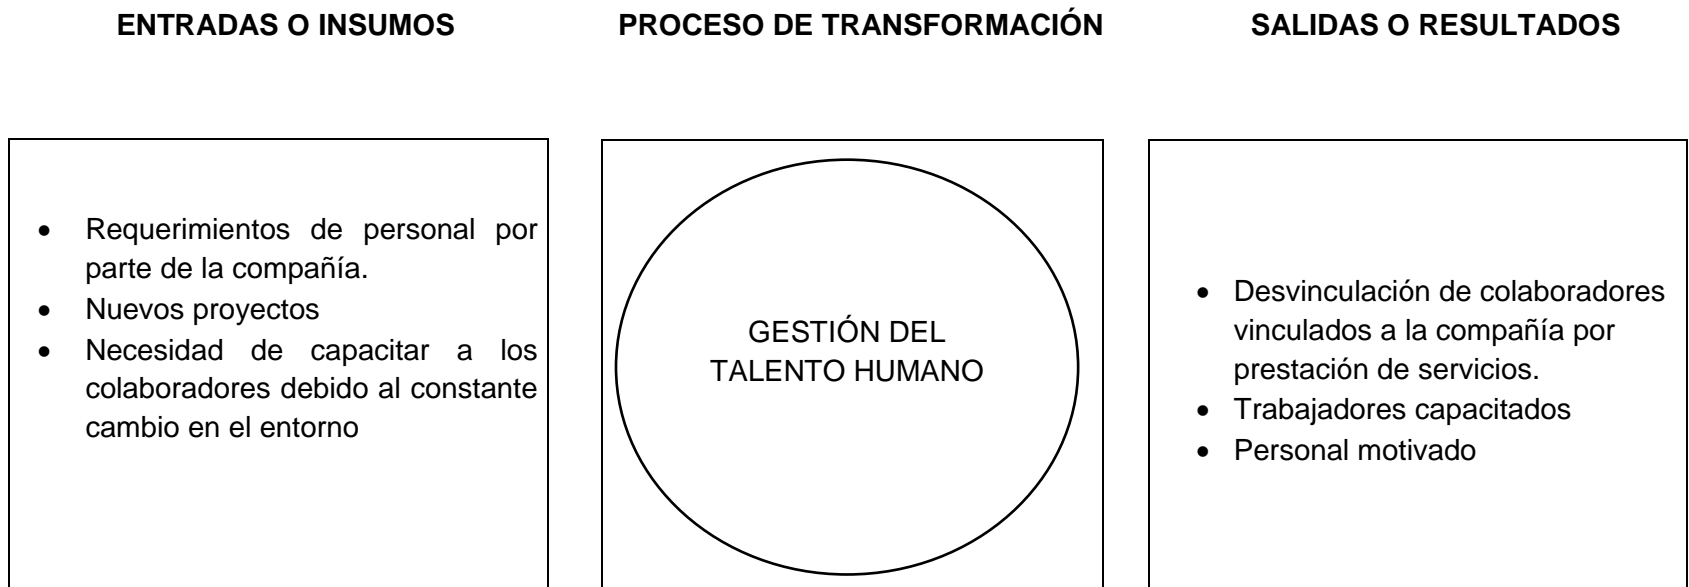 ENTRADAS O INSUMOS
PROCESO DE TRANSFORMACIÓN
SALIDAS O RESULTADOS
• Requerimientos de personal por
parte de la compañía.
• Nuevos proyectos
• Necesidad de capacitar a los
colaboradores debido al constante
cambio en el entorno
GESTIÓN DEL
TALENTO HUMANO
• Desvinculación de colaboradores
vinculados a la compañía por
prestación de servicios.
• Trabajadores capacitados
• Personal motivado